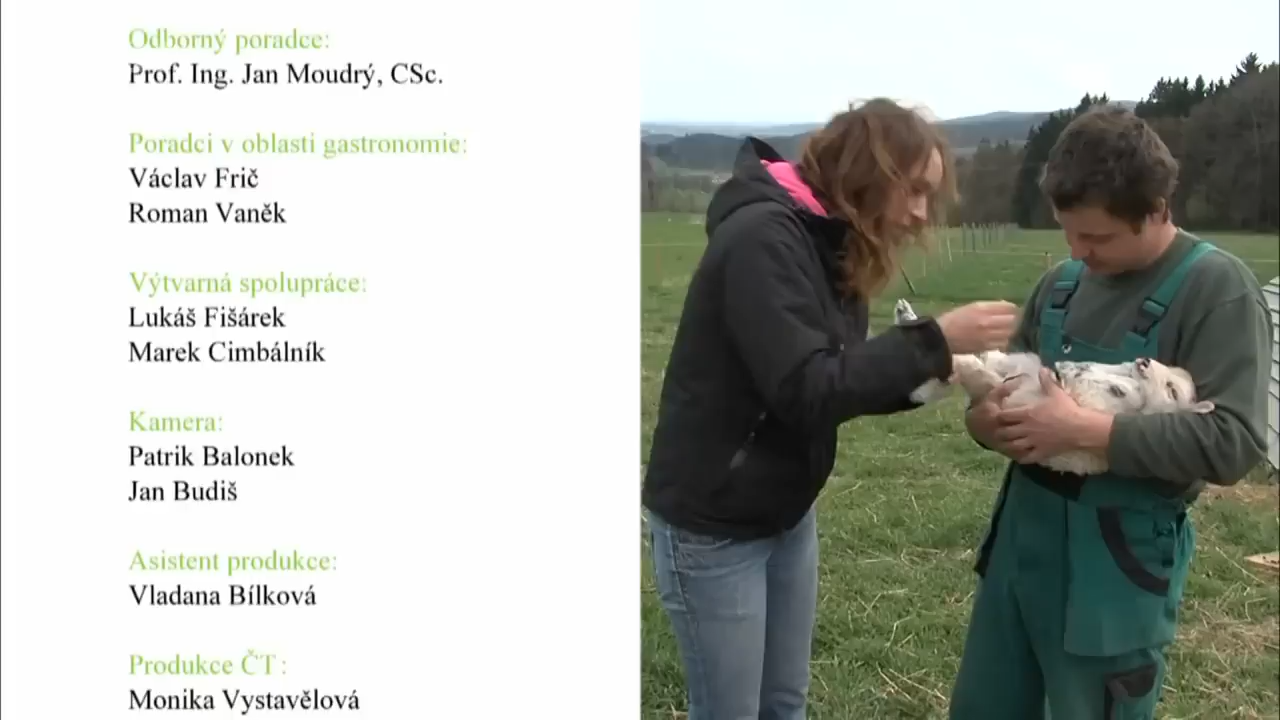 Odborný poradce:
Prof. Ing. Jan Moudrý, CSc.
Poradci v oblasti gastronomie:
Václav Frič
Roman Vaněk
Výtvarná spolupráce:
Lukáš Fišárek
Marek Cimbálník
Kamera:
Patrik Balonek
Jan Budiš
Asistent produkce:
Vladana Bílková
Produkce ČT:
Monika Vystavělová